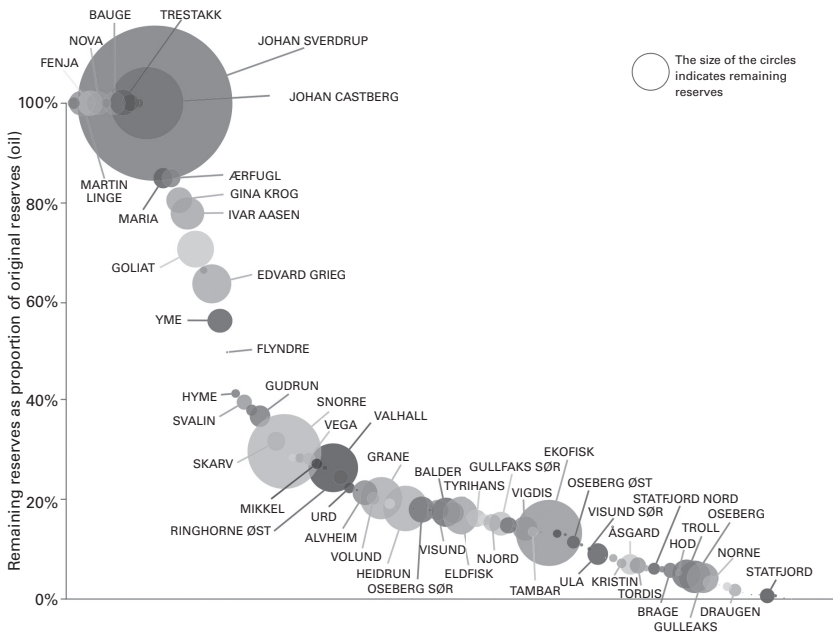 BAUGE
TRESTAKK
NOVA
JOHAN SVERDRUP
FENJA
The size of the circles
indicates remaining
reserves
JOHAN CASTBERG
100%
MARTIN
LINGE
ÆRFUGL
GINA KROG
MARIA
IVAR AASEN
80%
GOLIAT
EDVARD GRIEG
60%
YME
FLYNDRE
HYME
GUDRUN
SVALIN
SNORRE
40%
VEGA
VALHALL
SKARV
GRANE
EKOFISK
BALDER
GULLFAKS SØR
TYRIHANS
OSEBERG ØST
VIGDIS
STATFJORD NORD
20%
MIKKEL
VISUND SØR
OSEBERG
URD
TROLL
RINGHORNE ØST
ÅSGARD
HOD
ALVHEIM
VISUND
NORNE
VOLUND
NJORD
STATFJORD
HEIDRUN
ELDFISK
ULA
KRISTIN
OSEBERG SØR
TAMBAR
TORDIS
0%
BRAGE
DRAUGEN
GULLEAKS
Remaining reserves as proportion of original reserves (oil)